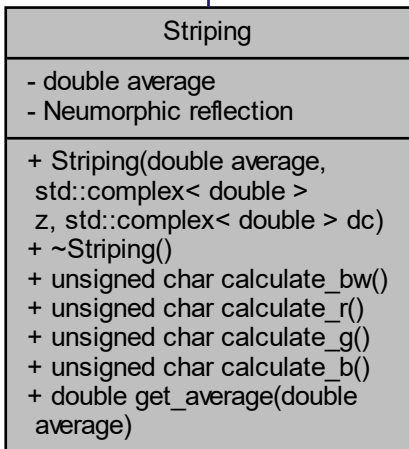 Striping
- double average
- Neumorphic reflection
+ Striping(double average,
std::complex< double >
z, std::complex< double > dc)
+ ~Striping()
+ unsigned char calculate_bw()
+ unsigned char calculate_r()
+ unsigned char calculate_g()
+ unsigned char calculate_b()
+ double get_average(double
average)